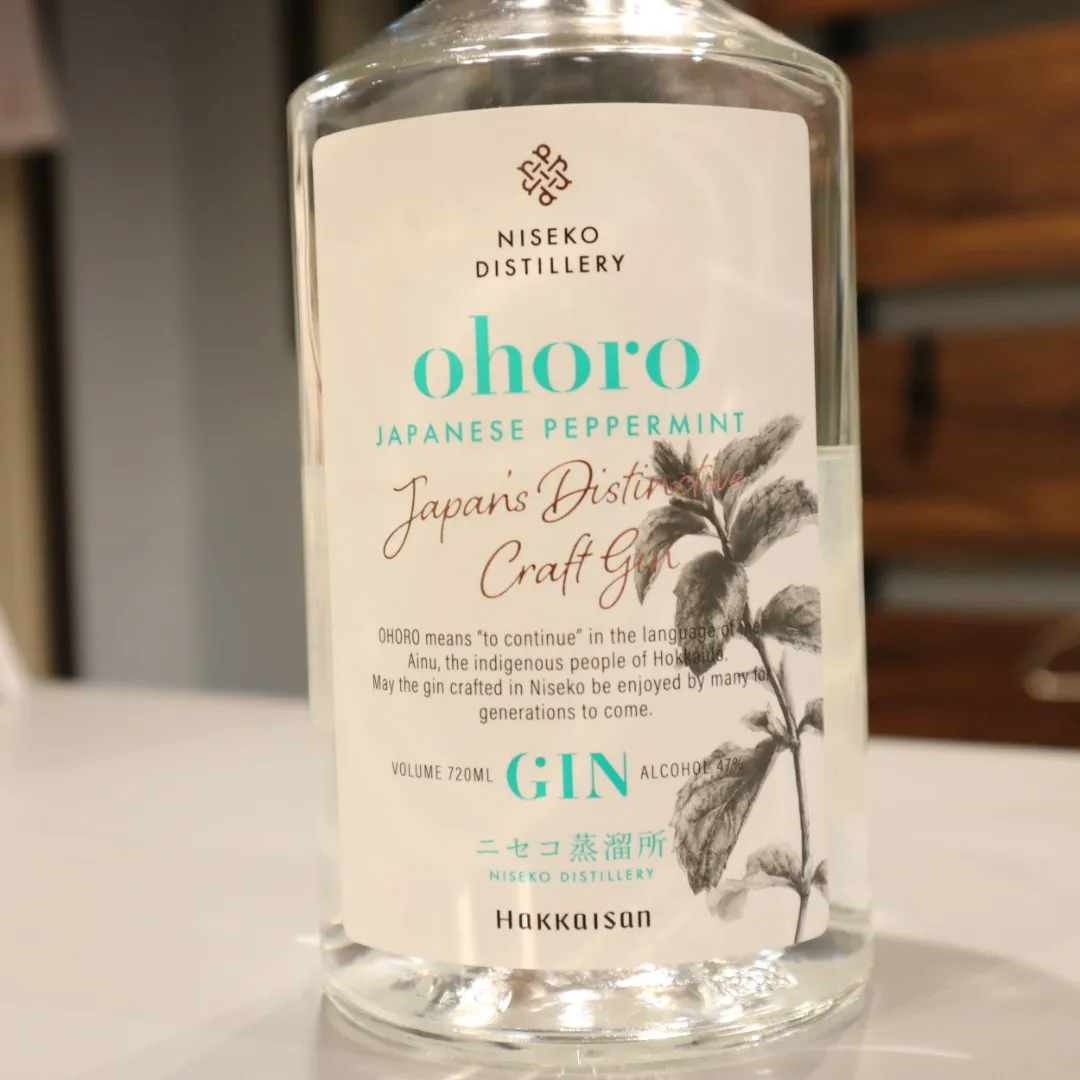 NISEKO
DISTILLERY
ohoro
JAPANESE PEPPERMINT
Japan's Distinctive
Craft Gin
OHORO means "to continue" in the language of the
Ainu, the indigenous people of Hokkaido.
May the gin crafted in Niseko be enjoyed by many for
generations to come.
VOLUME 720ML GIN ALCOHOL 47%
ニセコ蒸溜所
NISEKO DISTILLERY
HaKKaiSan